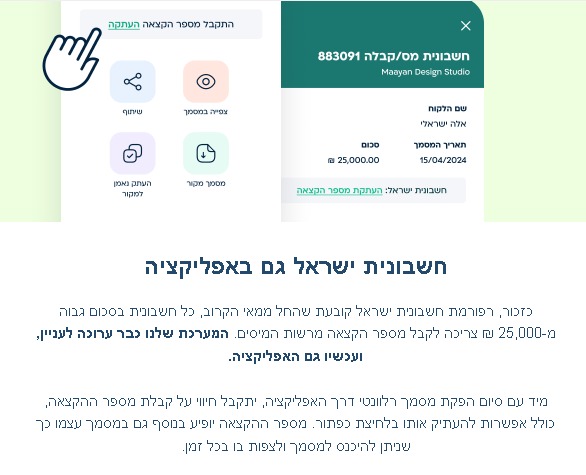 התקבל מספר הקצאה העתקה
צפייה במסמך
שיתוף
מסמך מקור
העתק נאמן
למקור
חשבונית מס/קבלה 883091
Maayan Design Studio
שם הלקוח
אלה ישראלי
תאריך המסמך
15/04/2024
סכום
25,000.00 ₪
חשבונית ישראל: העתקת מספר הקצאה
חשבונית ישראל גם באפליקציה
כזכור, רפורמת חשבונית ישראל קובעת שהחל ממאי הקרוב, כל חשבונית בסכום גבוה
מ-25,000 ₪ צריכה לקבל מספר הקצאה מרשות המיסים. המערכת שלנו כבר ערוכה לעניין,
ועכשיו גם האפליקציה.
מיד עם סיום הפקת מסמך רלוונטי דרך האפליקציה, יתקבל חיווי על קבלת מספר ההקצאה,
כולל אפשרות להעתיק אותו בלחיצת כפתור. מספר ההקצאה יופיע בנוסף גם במסמך עצמו כך
שניתן להיכנס למסמך ולצפות בו בכל זמן.